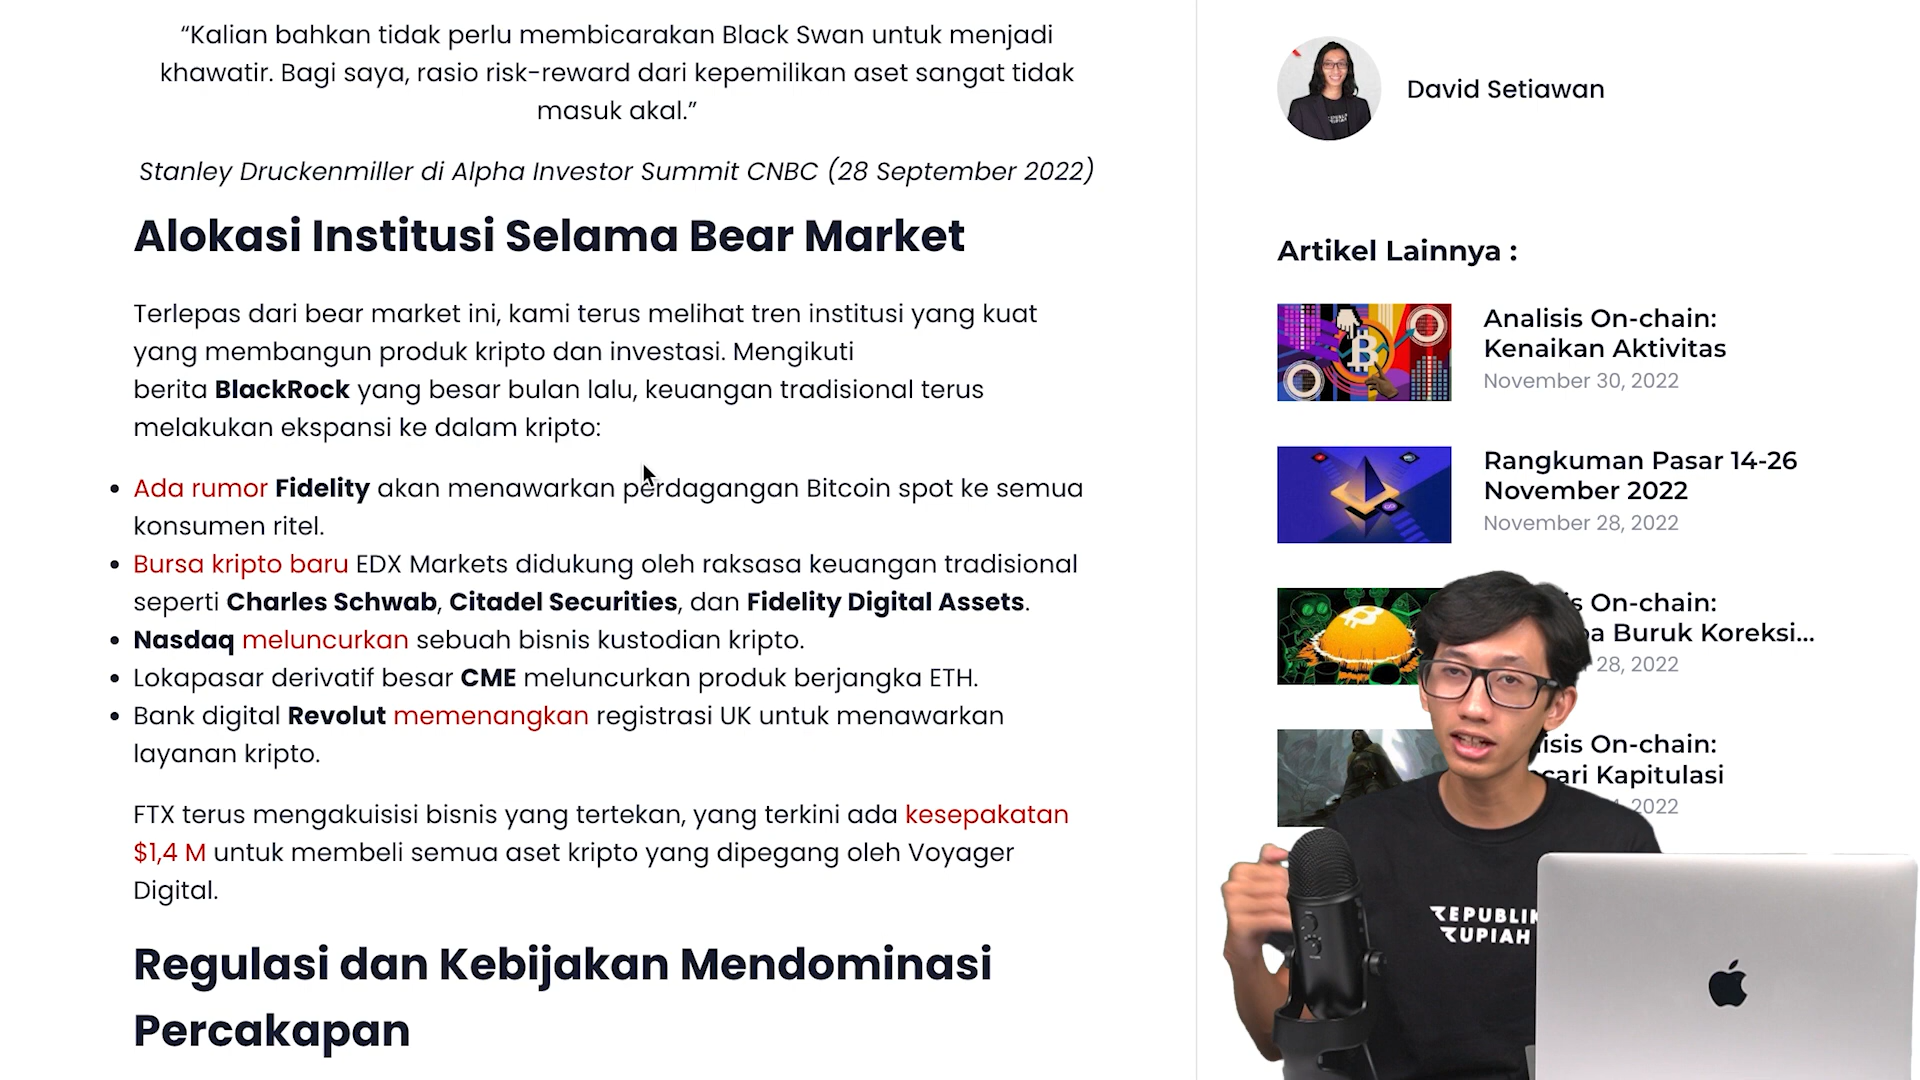 “Kalian bahkan tidak perlu membicarakan Black Swan untuk menjadi
khawatir. Bagi saya, rasio risk-reward dari kepemilikan aset sangat tidak
masuk akal.”
Stanley Druckenmiller di Alpha Investor Summit CNBC (28 September 2022)
Alokasi Institusi Selama Bear Market
Terlepas dari bear market ini, kami terus melihat tren institusi yang kuat
yang membangun produk kripto dan investasi. Mengikuti
berita BlackRock yang besar bulan lalu, keuangan tradisional terus
melakukan ekspansi ke dalam kripto:
Ada rumor Fidelity akan menawarkan perdagangan Bitcoin spot ke semua
konsumen ritel.
Bursa kripto baru EDX Markets didukung oleh raksasa keuangan tradisional
seperti Charles Schwab, Citadel Securities, dan Fidelity Digital Assets.
Nasdaq meluncurkan sebuah bisnis kustodian kripto.
Lokapasar derivatif besar CME meluncurkan produk berjangka ETH.
Bank digital Revolut memenangkan registrasi UK untuk menawarkan
layanan kripto.
FTX terus mengakuisisi bisnis yang tertekan, yang terkini ada kesepakatan
$1,4 M untuk membeli semua aset kripto yang dipegang oleh Voyager
Digital.
Regulasi dan Kebijakan Mendominasi
Percakapan
David Setiawan
Artikel Lainnya :
Analisis On-chain:
Kenaikan Aktivitas
November 30, 2022
Rangkuman Pasar 14-26
November 2022
November 28, 2022
On-chain:
Buruk Koreksi...
28, 2022
On-chain:
Kapitulasi
2022
REPUBLIK
RUPIAH